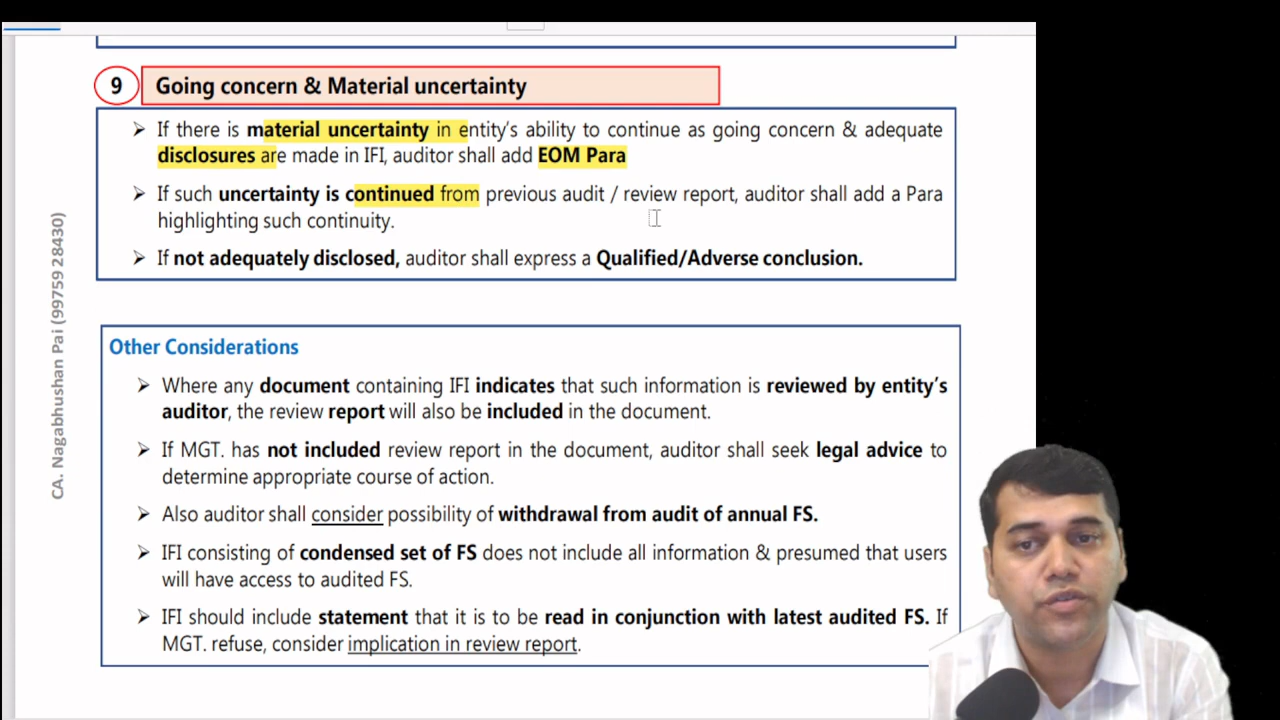 9 Going concern & Material uncertainty
➢ If there is material uncertainty in entity's ability to continue as going concern & adequate
disclosures are made in IFI, auditor shall add EOM Para
➢ If such uncertainty is continued from previous audit / review report, auditor shall add a Para
highlighting such continuity.
➢ If not adequately disclosed, auditor shall express a Qualified/Adverse conclusion.
CA. Nagabhushan Pai (99759 28430)
Other Considerations
➢ Where any document containing IFI indicates that such information is reviewed by entity's
auditor, the review report will also be included in the document.
➢ If MGT. has not included review report in the document, auditor shall seek legal advice to
determine appropriate course of action.
➢ Also auditor shall consider possibility of withdrawal from audit of annual FS.
➢ IFI consisting of condensed set of FS does not include all information & presumed that users
will have access to audited FS.
➢ IFI should include statement that it is to be read in conjunction with latest audited FS. If
MGT. refuse, consider implication in review report.